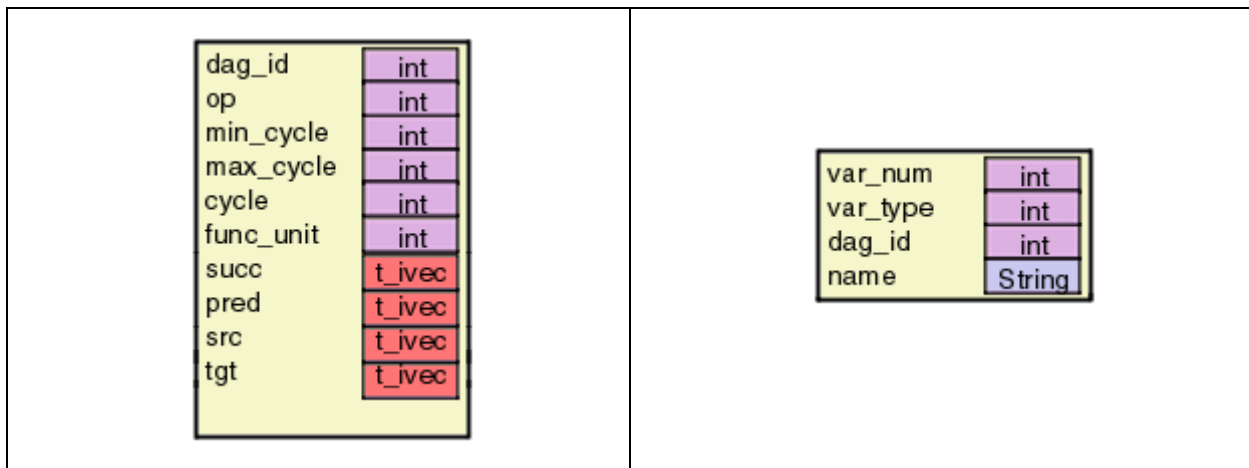 dag_id int
op int
min_cycle int
max_cycle int
cycle int
func_unit int
succ t_ivec
pred t_ivec
src t_ivec
tgt t_ivec
var_num int
var_type int
dag_id int
name String